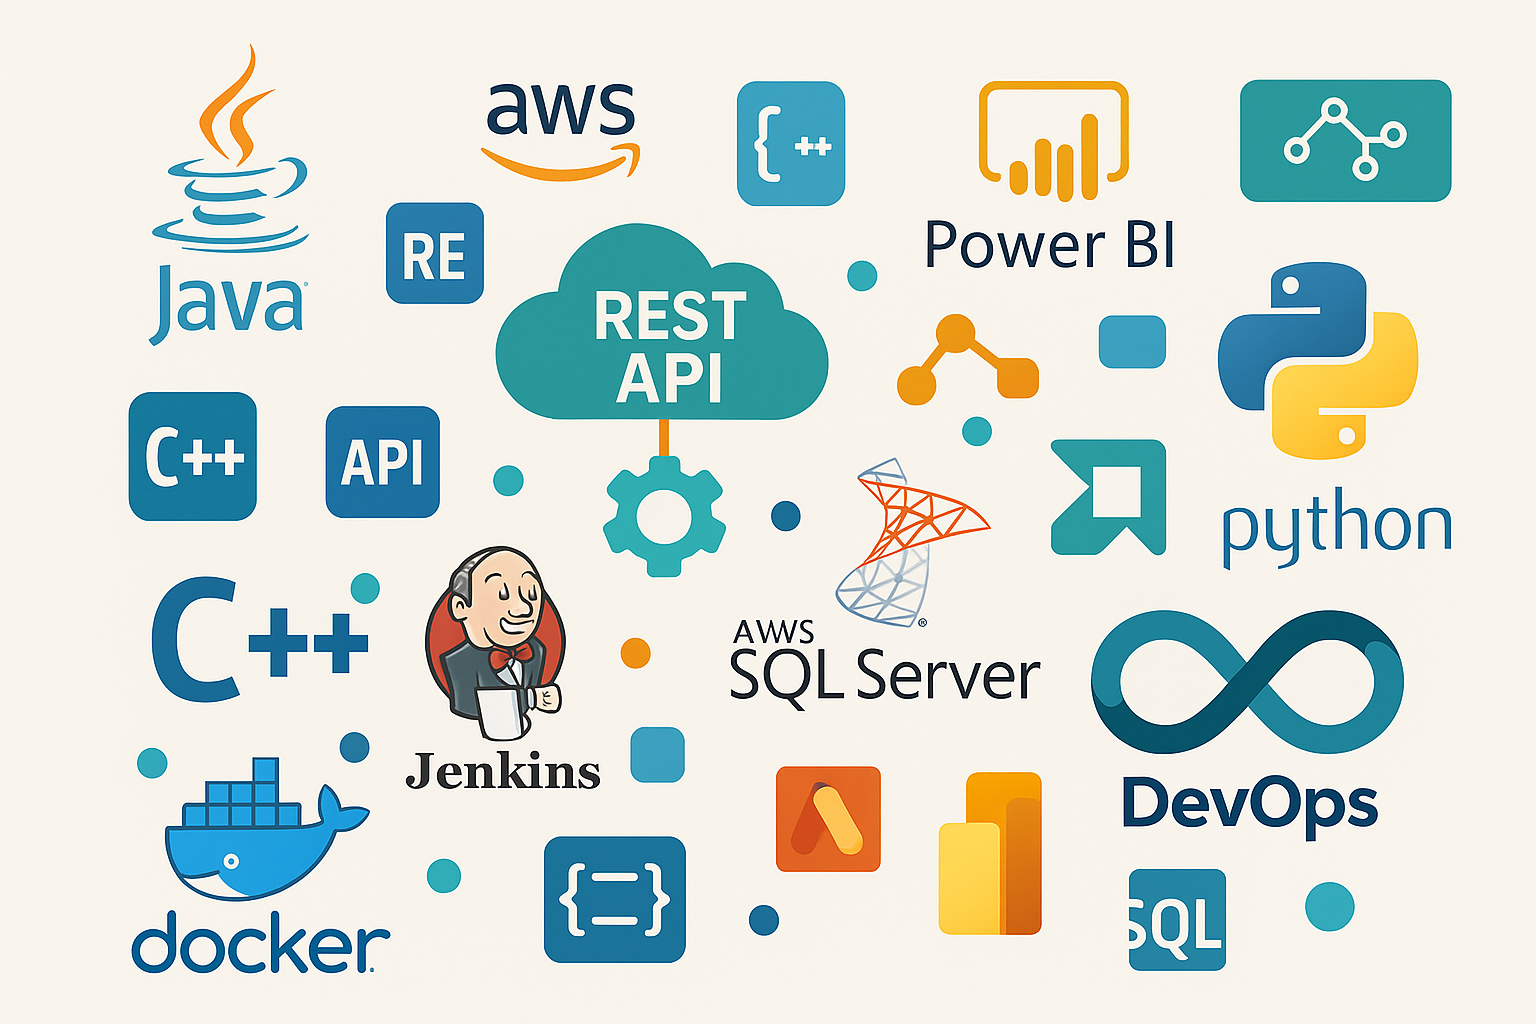 aws
{ ++
RE
Java
Power BI
REST
API
C++
API
python
C++
AWS
SQL Server
®
Jenkins
DevOps
docker
{=}
SQL